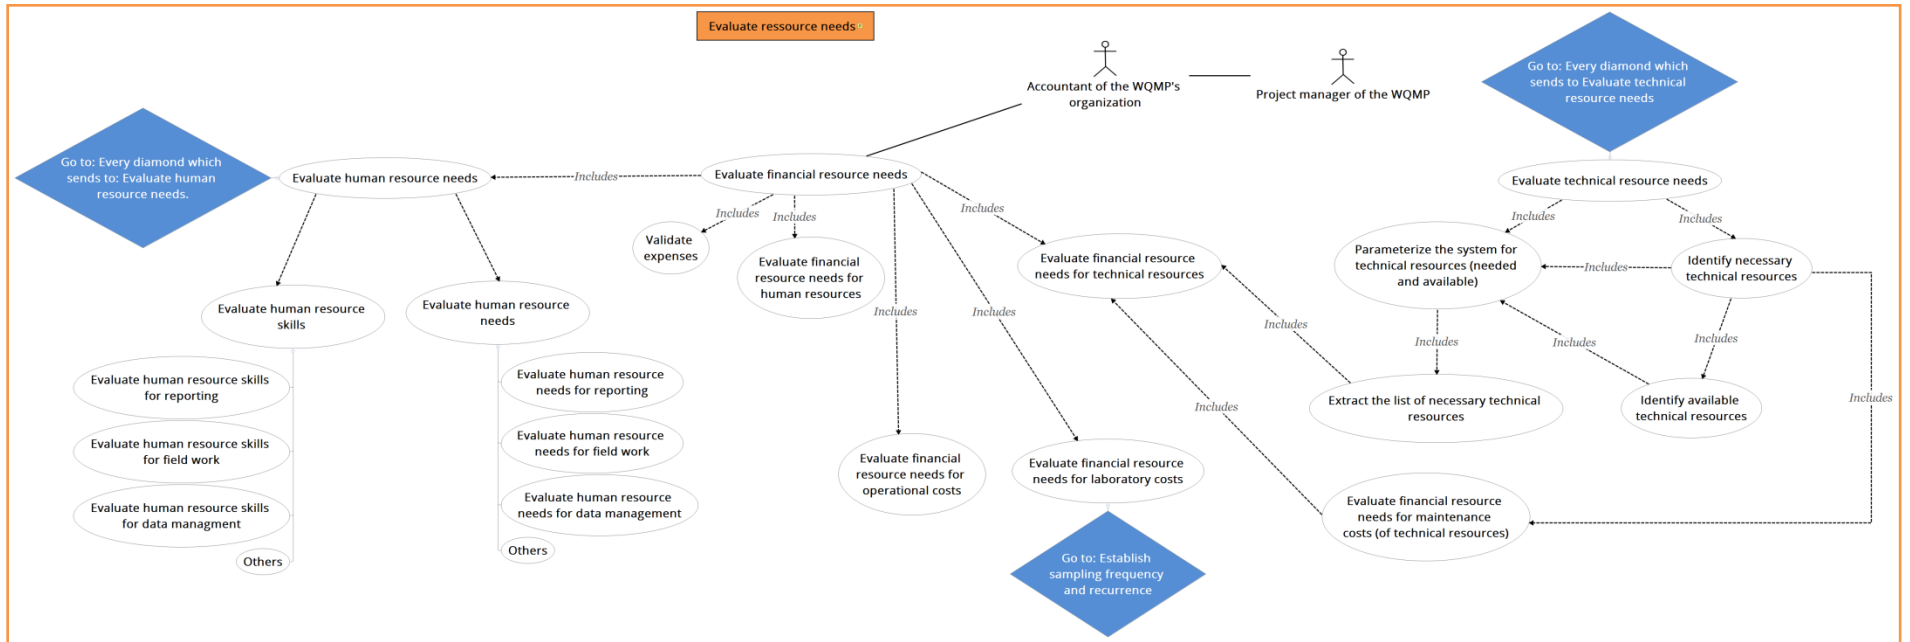 Evaluate ressource needs
Accountant of the WQMP's
organization
Project manager of the WQMP
Go to: Every diamond which
sends to Evaluate technical
resource needs
Go to: Every diamond which
sends to: Evaluate human
resource needs.
Evaluate human resource needs
Includes
Evaluate financial resource needs
Evaluate technical resource needs
Includes
Includes
Includes
Includes
Includes
Validate
expenses
Evaluate financial
resource needs for
human resources
Evaluate financial resource
needs for technical resources
Parameterize the system for
technical resources (needed
and available)
Includes
Identify necessary
technical resources
Evaluate human resource
skills
Evaluate human resource
needs
Includes
Includes
Includes
Includes
Includes
Includes
Evaluate human resource skills
for reporting
Evaluate human resource
needs for reporting
Includes
Extract the list of necessary technical
resources
Identify available
technical resources
Includes
Evaluate human resource skills
for field work
Evaluate human resource
needs for field work
Evaluate financial
resource needs for
operational costs
Evaluate financial resource
needs for laboratory costs
Evaluate human resource skills
for data managment
Evaluate human resource
needs for data management
Evaluate financial resource
needs for maintenance
costs (of technical resources)
Others
Others
Go to: Establish
sampling frequency
and recurrence